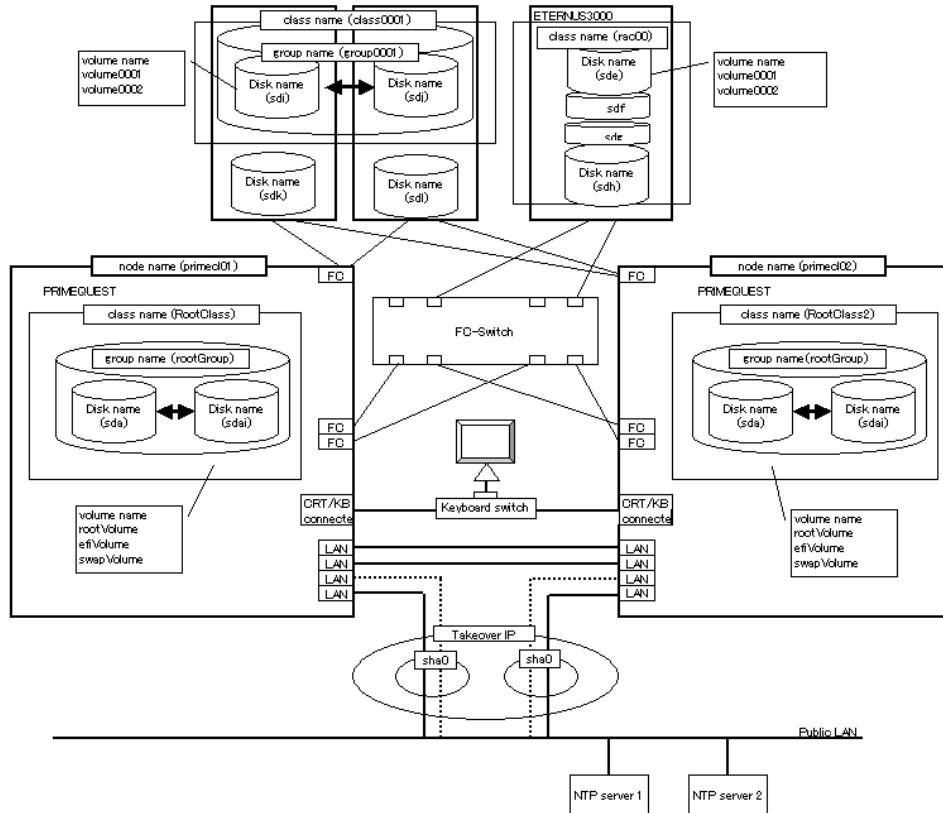 class name (class0001)
group name (group0001)
volume name
volume0001
volume0002
Disk name
(sdi)
Disk name
(sdj)
Disk name
(sdk)
Disk name
(sdl)
ETERNUS3000
class name (rac00)
Disk name
(sde)
sdf
sdg
Disk name
(sdh)
volume name
volume0001
volume0002
node name (primecl01)
FC
PRIMEQUEST
class name (RootClass)
group name (rootGroup)
Disk name
(sda)
Disk name
(sdai)
FC
FC
volume name
rootVolume
efiVolume
swapVolume
CRT/KB
connecte
LAN
LAN
LAN
LAN
FC-Switch
Keyboard switch
node name (primecl02)
FC
PRIMEQUEST
class name (RootClass2)
group name(rootGroup)
Disk name
(sda)
Disk name
(sdai)
FC
FC
volume name
rootVolume
efiVolume
swapVolume
CRT/KB
connecte
LAN
LAN
LAN
LAN
Takeover IP
sha0
sha0
Public LAN
NTP server 1
NTP server 2